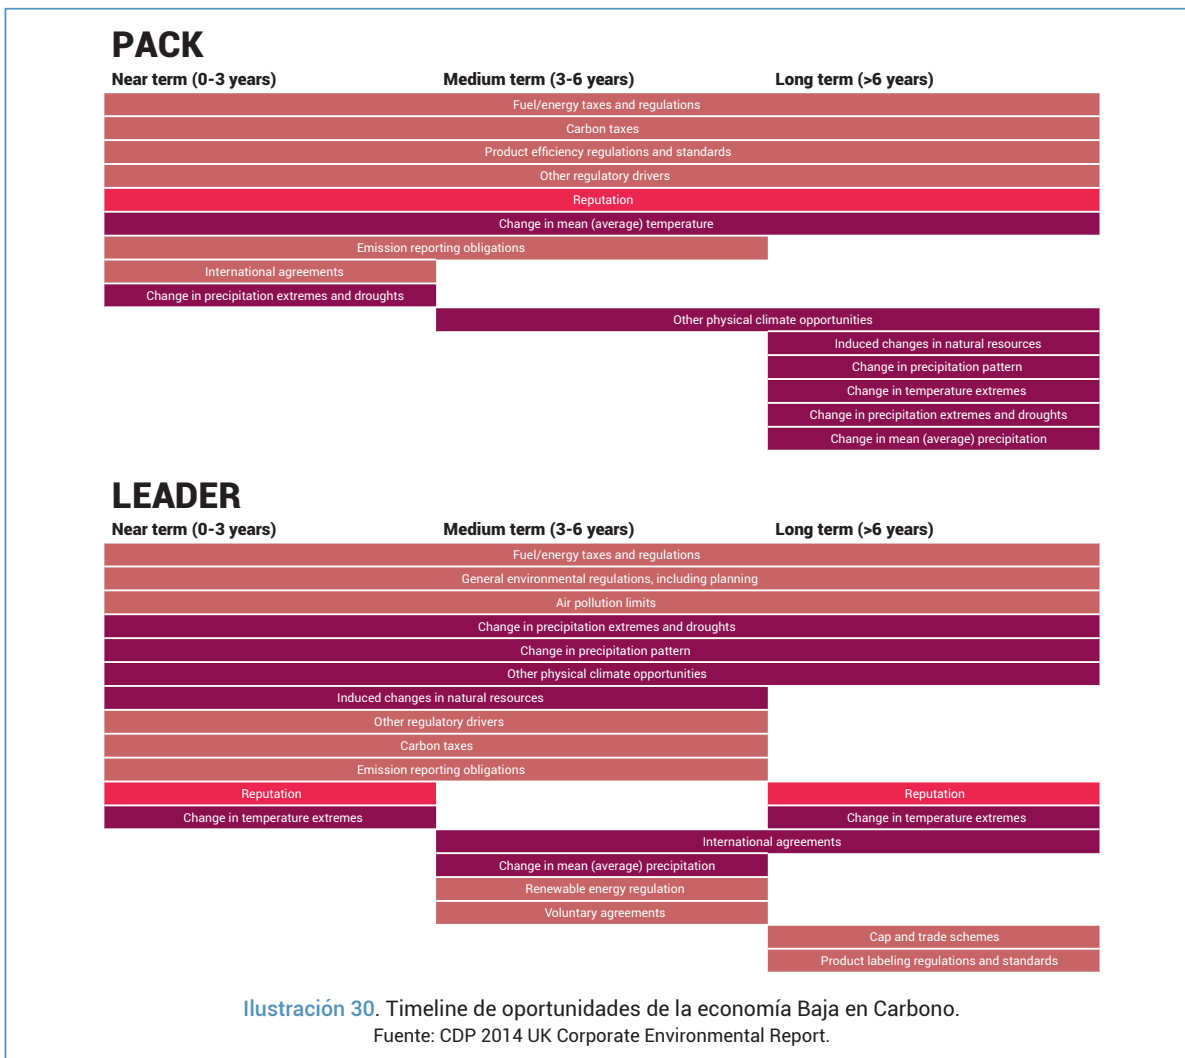 PACK
Near term (0-3 years) Medium term (3-6 years) Long term (>6 years)
Fuel/energy taxes and regulations
Carbon taxes
Product efficiency regulations and standards
Other regulatory drivers
Reputation
Change in mean (average) temperature
Emission reporting obligations
International agreements
Change in precipitation extremes and droughts
Other physical climate opportunities
Induced changes in natural resources
Change in precipitation pattern
Change in temperature extremes
Change in precipitation extremes and droughts
Change in mean (average) precipitation
LEADER
Near term (0-3 years) Medium term (3-6 years) Long term (>6 years)
Fuel/energy taxes and regulations
General environmental regulations, including planning
Air pollution limits
Change in precipitation extremes and droughts
Change in precipitation pattern
Other physical climate opportunities
Induced changes in natural resources
Other regulatory drivers
Carbon taxes
Emission reporting obligations
Reputation Reputation
Change in temperature extremes Change in temperature extremes
International agreements
Change in mean (average) precipitation
Renewable energy regulation
Voluntary agreements
Cap and trade schemes
Product labeling regulations and standards
Ilustración 30. Timeline de oportunidades de la economía Baja en Carbono.
Fuente: CDP 2014 UK Corporate Environmental Report.